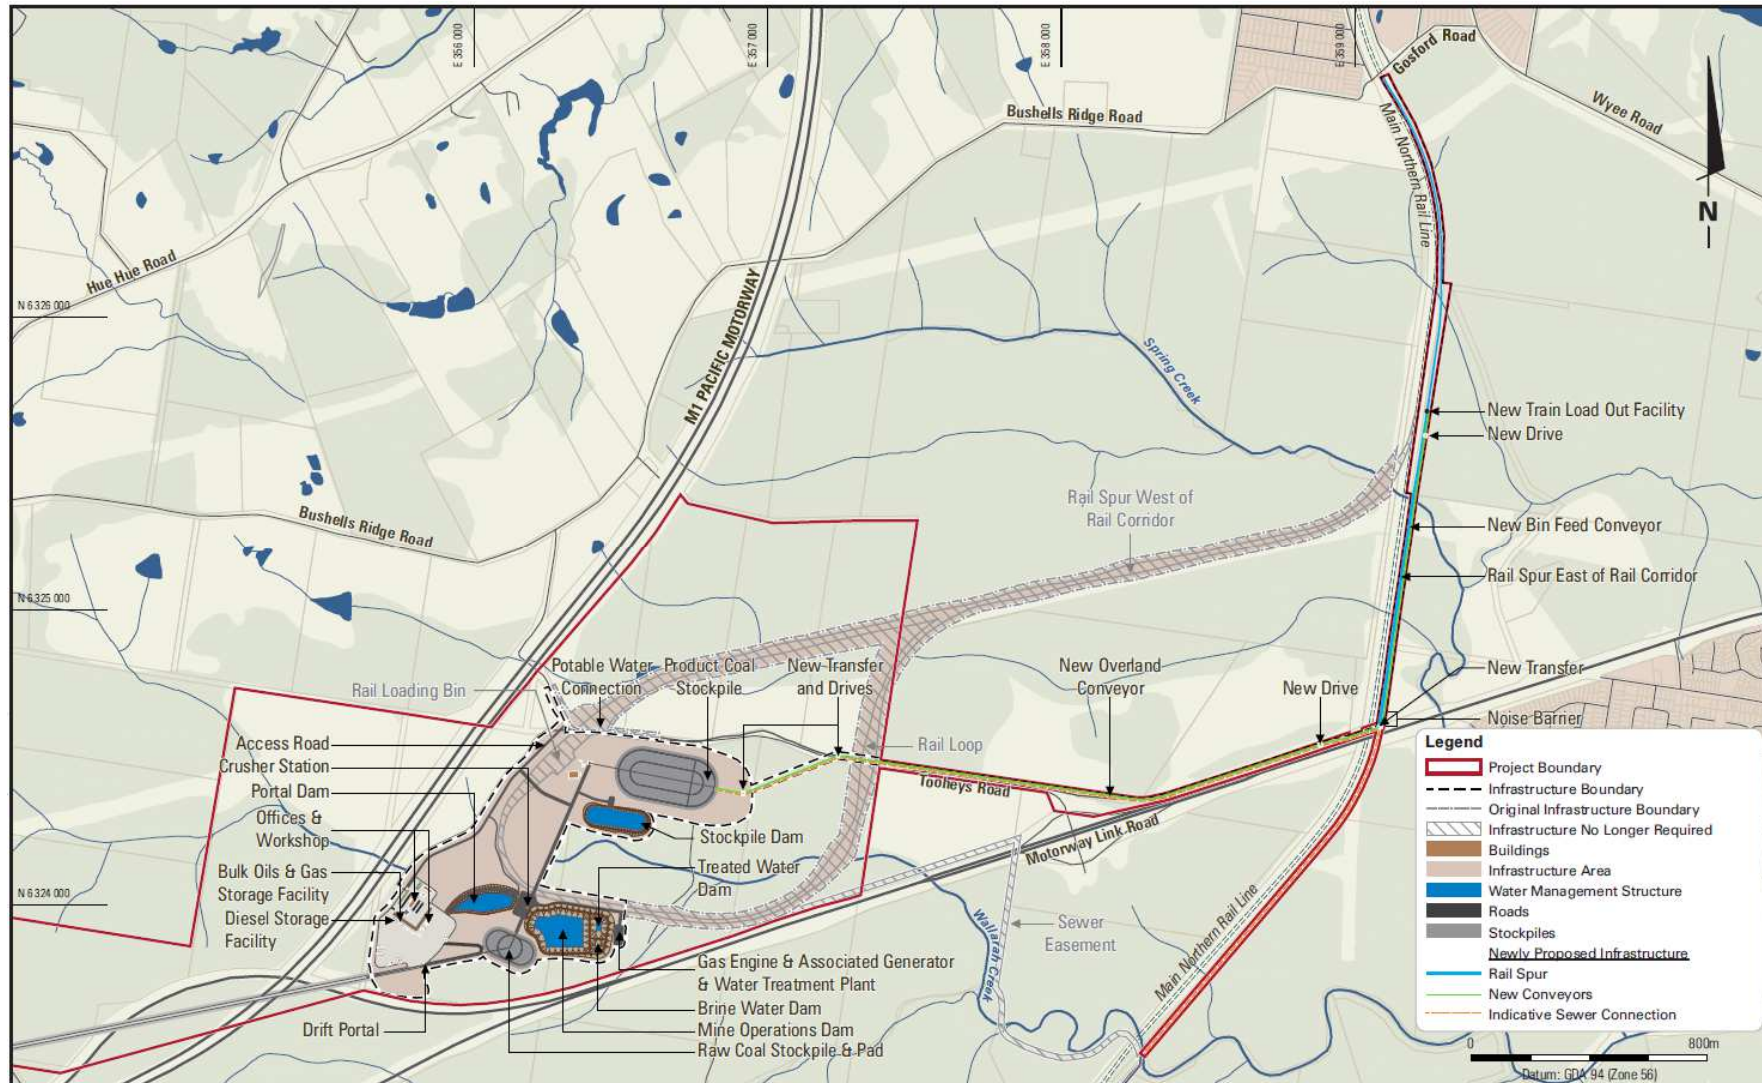 E 356 000
E 357 000
E 358 000
E 359 000
Gosford Road
Wyee Road
Bushells Ridge Road
Main Northern Rail Line
N
Hue Hue Road
N 6 326 000
M1 PACIFIC MOTORWAY
Spring Creek
New Train Load Out Facility
New Drive
Rail Spur West of
Rail Corridor
Bushells Ridge Road
New Bin Feed Conveyor
Rail Spur East of Rail Corridor
N 6 325 000
Potable Water
Connection
Product Coal
Stockpile
New Transfer
and Drives
New Overland
Conveyor
New Drive
New Transfer
Noise Barrier
Rail Loading Bin
Rail Loop
Access Road
Crusher Station
Portal Dam
Offices &
Workshop
Bulk Oils & Gas
Storage Facility
Diesel Storage
Facility
N 6 324 000
Tooheys Road
Motorway Link Road
Stockpile Dam
Treated Water
Dam
Sewer
Easement
Wallarah Creek
Main Northern Rail Line
Gas Engine & Associated Generator
& Water Treatment Plant
Brine Water Dam
Mine Operations Dam
Raw Coal Stockpile & Pad
Drift Portal
Legend
Project Boundary
Infrastructure Boundary
Original Infrastructure Boundary
Infrastructure No Longer Required
Buildings
Infrastructure Area
Water Management Structure
Roads
Stockpiles
Newly Proposed Infrastructure
Rail Spur
New Conveyors
Indicative Sewer Connection
0 800m
Datum: GDA 94 (Zone 56)